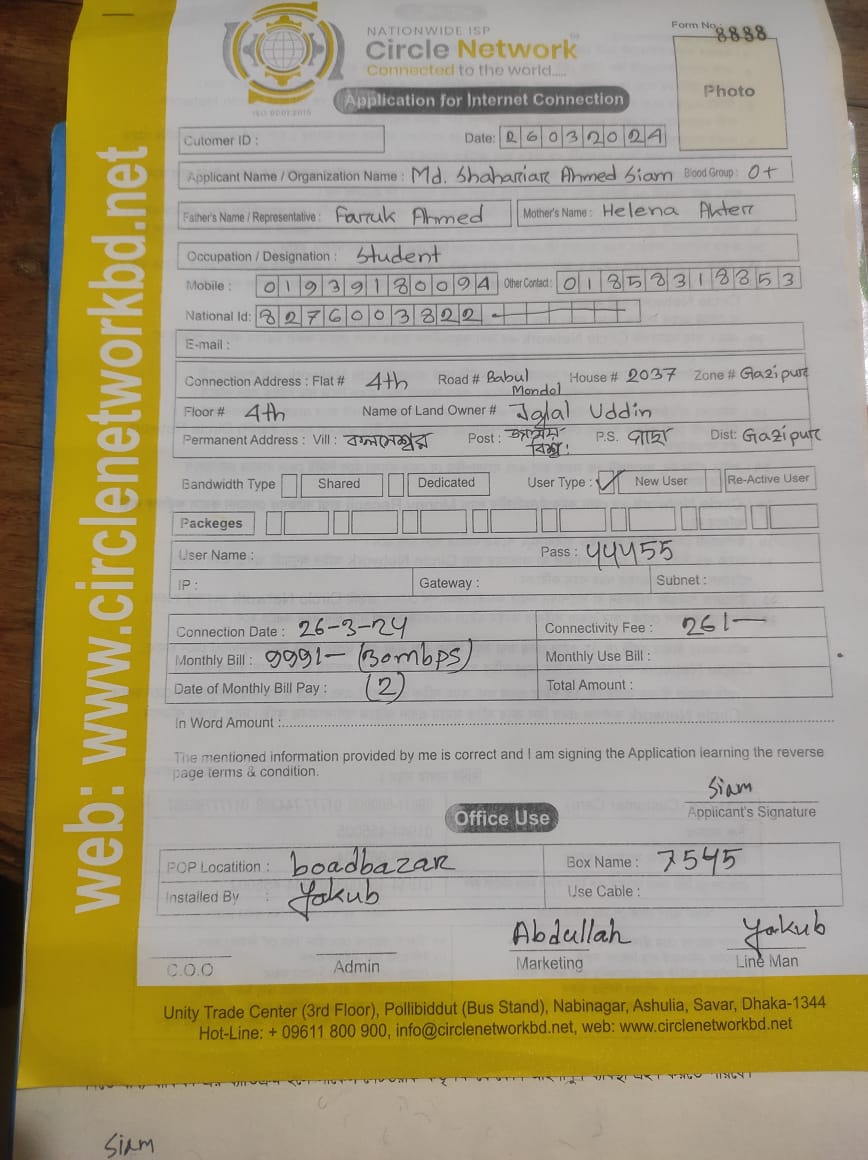 Form No. 8888
NATIONWIDE ISP
Circle Network
Connected to the world.....
ISO 9001:2015
Photo
Application for Internet Connection
Cutomer ID :
Date: 26032024
Applicant Name / Organization Name : Md. Shahariar Ahmed Siam Blood Group : O+
Father's Name / Representative : Farruk Ahmed Mother's Name : Helena Akter
Occupation / Designation : Student
Mobile : 01939180094 Other Contact : 01858318853
National Id: 8276003822
E-mail :
Connection Address : Flat # 4th Road # Babul Mondol House # 2037 Zone # Gazipur
Floor # 4th Name of Land Owner # Jglal Uddin
Permanent Address : Vill : কলমেশ্বর Post : P.S. গাছা Dist: Gazipur
Bandwidth Type Shared Dedicated User Type : ✓ New User Re-Active User
Packeges
User Name : Pass : 44455
IP : Gateway : Subnet :
Connection Date : 26-3-24 Connectivity Fee : 261—
Monthly Bill : 9991— (30mbps) Monthly Use Bill :
Date of Monthly Bill Pay : (2) Total Amount :
In Word Amount :
The mentioned information provided by me is correct and I am signing the Application learning the reverse
page terms & condition.
Siam
Applicant's Signature
Office Use
POP Locatition : boadbazar Box Name : 7545
Installed By : Yakub Use Cable :
Abdullah Yakub
C.O.O Admin Marketing Line Man
Unity Trade Center (3rd Floor), Pollibiddut (Bus Stand), Nabinagar, Ashulia, Savar, Dhaka-1344
Hot-Line: + 09611 800 900, info@circlenetworkbd.net, web: www.circlenetworkbd.net
web: www.circlenetworkbd.net
Siam